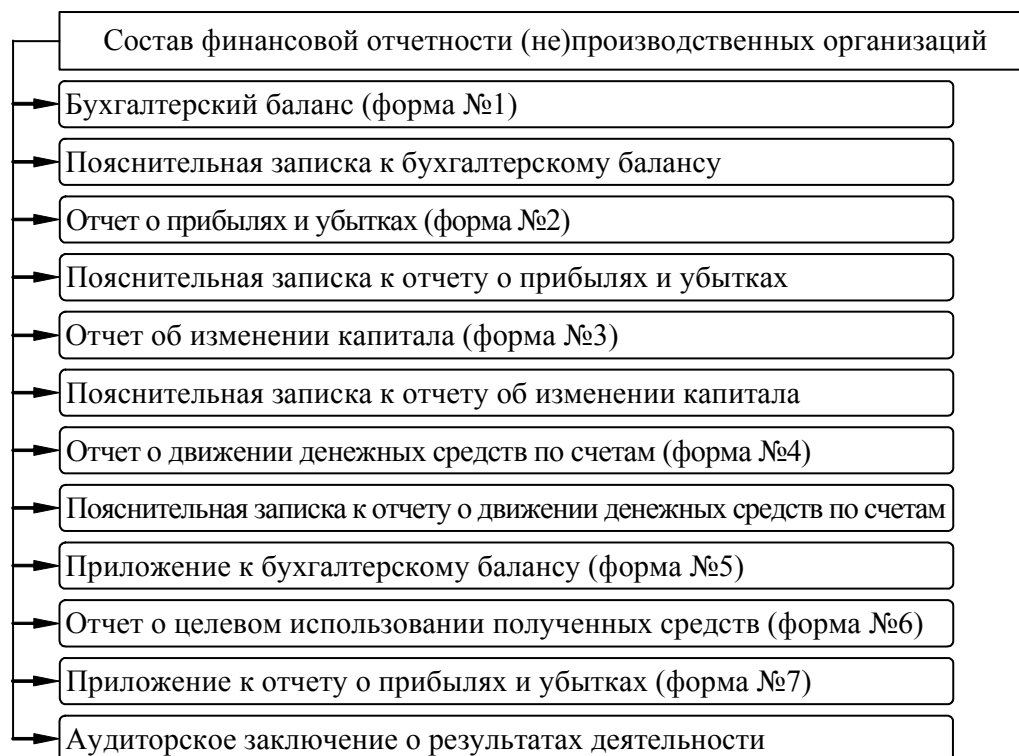 Состав финансовой отчетности (не)производственных организаций
Бухгалтерский баланс (форма №1)
Пояснительная записка к бухгалтерскому балансу
Отчет о прибылях и убытках (форма №2)
Пояснительная записка к отчету о прибылях и убытках
Отчет об изменении капитала (форма №3)
Пояснительная записка к отчету об изменении капитала
Отчет о движении денежных средств по счетам (форма №4)
Пояснительная записка к отчету о движении денежных средств по счетам
Приложение к бухгалтерскому балансу (форма №5)
Отчет о целевом использовании полученных средств (форма №6)
Приложение к отчету о прибылях и убытках (форма №7)
Аудиторское заключение о результатах деятельности